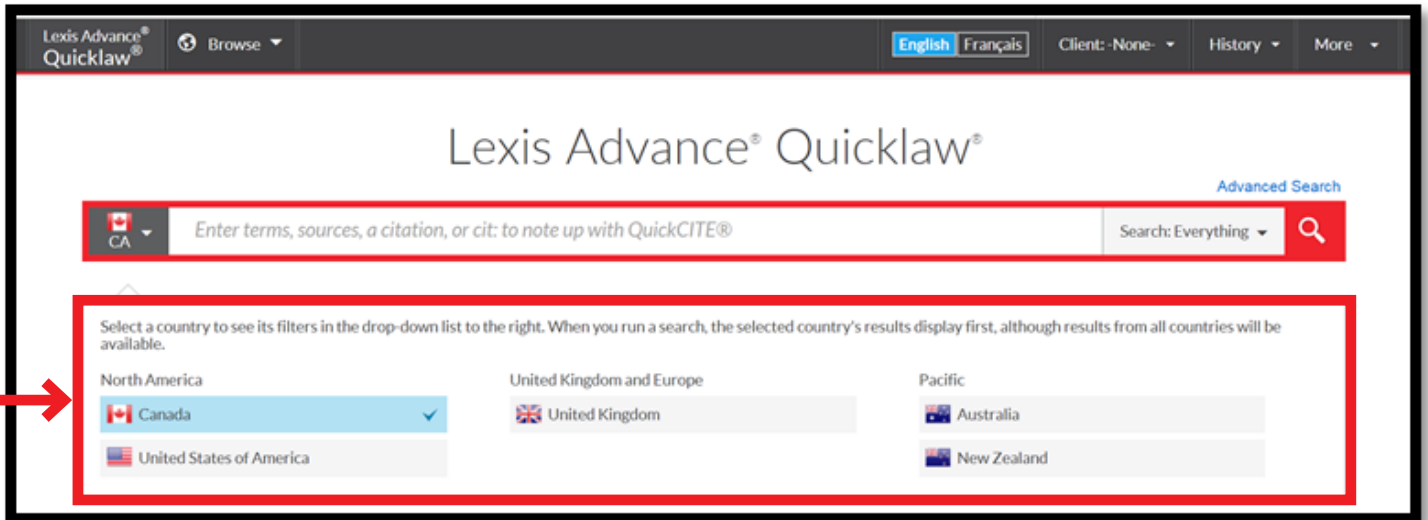 Lexis Advance®
Quicklaw®
Browse
English Français
Client: -None-
History
More
Lexis Advance® Quicklaw®
Advanced Search
CA
Enter terms, sources, a citation, or cit: to note up with QuickCITE®
Search: Everything
Select a country to see its filters in the drop-down list to the right. When you run a search, the selected country's results display first, although results from all countries will be
available.
North America
United Kingdom and Europe
Pacific
Canada
United Kingdom
Australia
United States of America
New Zealand